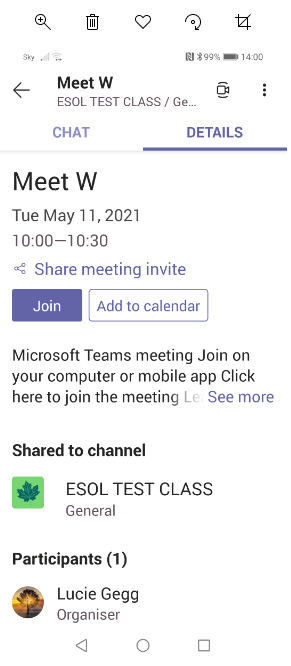 Sky
99% 14:00
Meet W
ESOL TEST CLASS / Ge...
CHAT DETAILS
Meet W
Tue May 11, 2021
10:00—10:30
Share meeting invite
Join Add to calendar
Microsoft Teams meeting Join on
your computer or mobile app Click
here to join the meeting Le See more
Shared to channel
ESOL TEST CLASS
General
Participants (1)
Lucie Gegg
Organiser